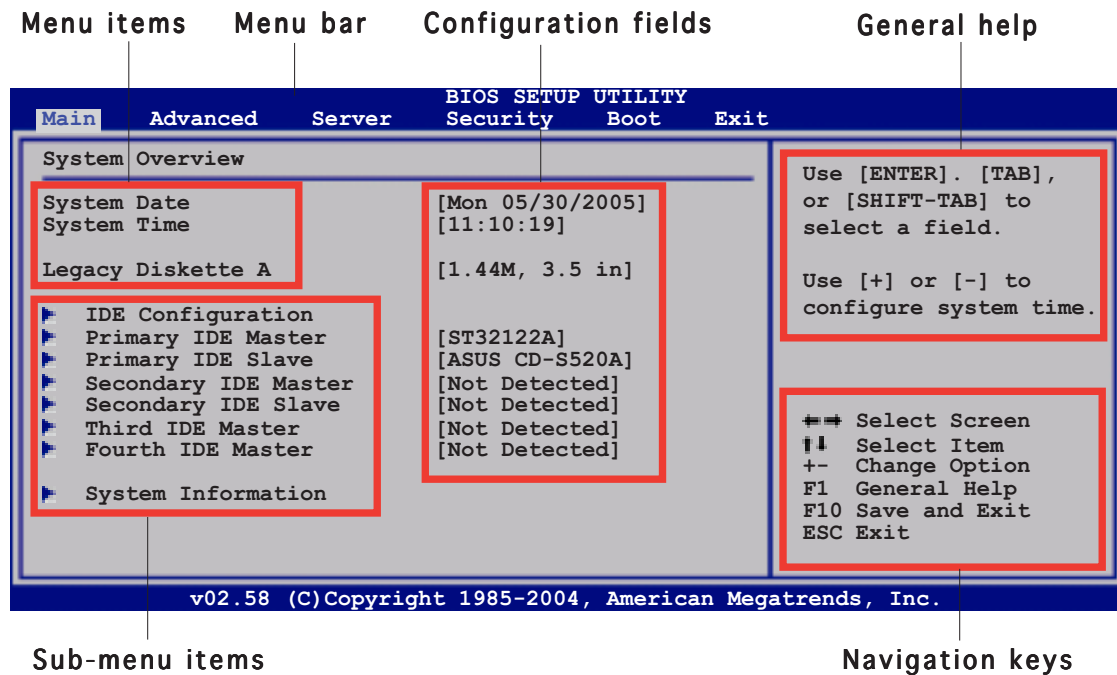 Menu items Menu bar Configuration fields General help
BIOS SETUP UTILITY
Main Advanced Server Security Boot Exit
System Overview
System Date [Mon 05/30/2005]
System Time [11:10:19]
Legacy Diskette A [1.44M, 3.5 in]
IDE Configuration
Primary IDE Master [ST32122A]
Primary IDE Slave [ASUS CD-S520A]
Secondary IDE Master [Not Detected]
Secondary IDE Slave [Not Detected]
Third IDE Master [Not Detected]
Fourth IDE Master [Not Detected]
System Information
Use [ENTER]. [TAB],
or [SHIFT-TAB] to
select a field.
Use [+] or [-] to
configure system time.
←→ Select Screen
↑↓ Select Item
+- Change Option
F1 General Help
F10 Save and Exit
ESC Exit
v02.58 (C)Copyright 1985-2004, American Megatrends, Inc.
Sub-menu items Navigation keys